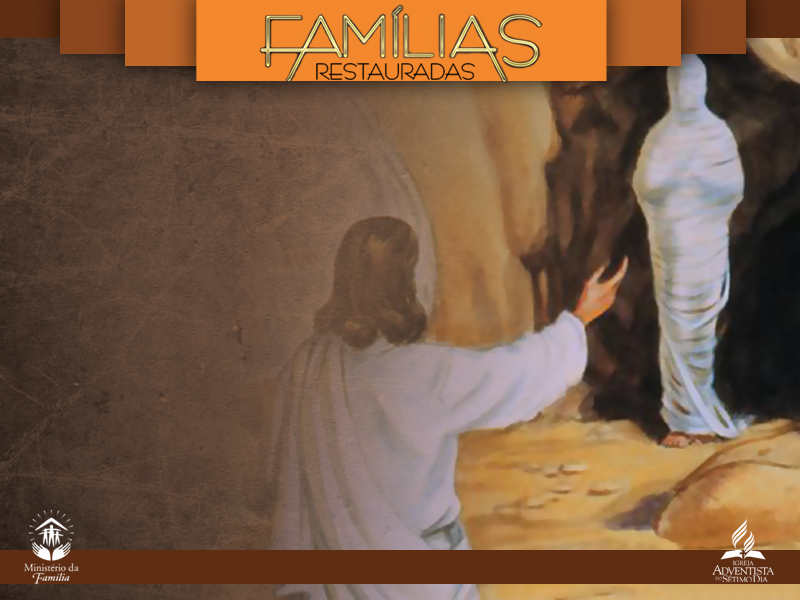 FAMÍLIAS
RESTAURADAS
Ministério da
Família
IGREJA
ADVENTISTA
DO SÉTIMO DIA